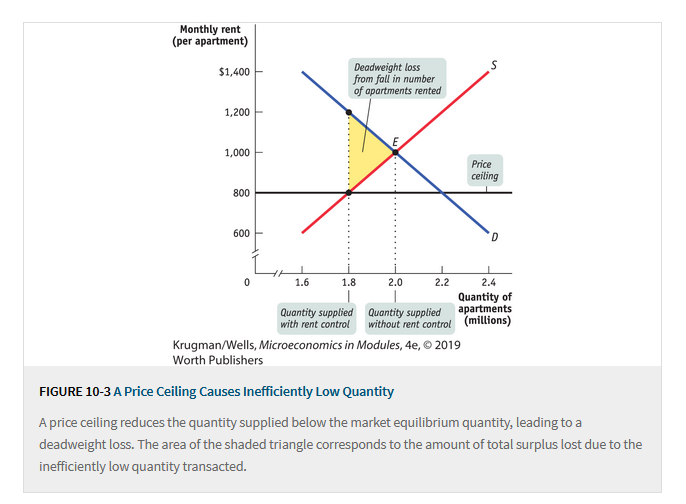 Monthly rent
(per apartment)
$1,400
1,200
1,000
800
600
0
Deadweight loss
from fall in number
of apartments rented
S
E
Price
ceiling
D
1.6
1.8
2.0
2.2
2.4
Quantity of
apartments
(millions)
Quantity supplied
with rent control
Quantity supplied
without rent control
Krugman/Wells, Microeconomics in Modules, 4e, © 2019
Worth Publishers
FIGURE 10-3 A Price Ceiling Causes Inefficiently Low Quantity
A price ceiling reduces the quantity supplied below the market equilibrium quantity, leading to a
deadweight loss. The area of the shaded triangle corresponds to the amount of total surplus lost due to the
inefficiently low quantity transacted.